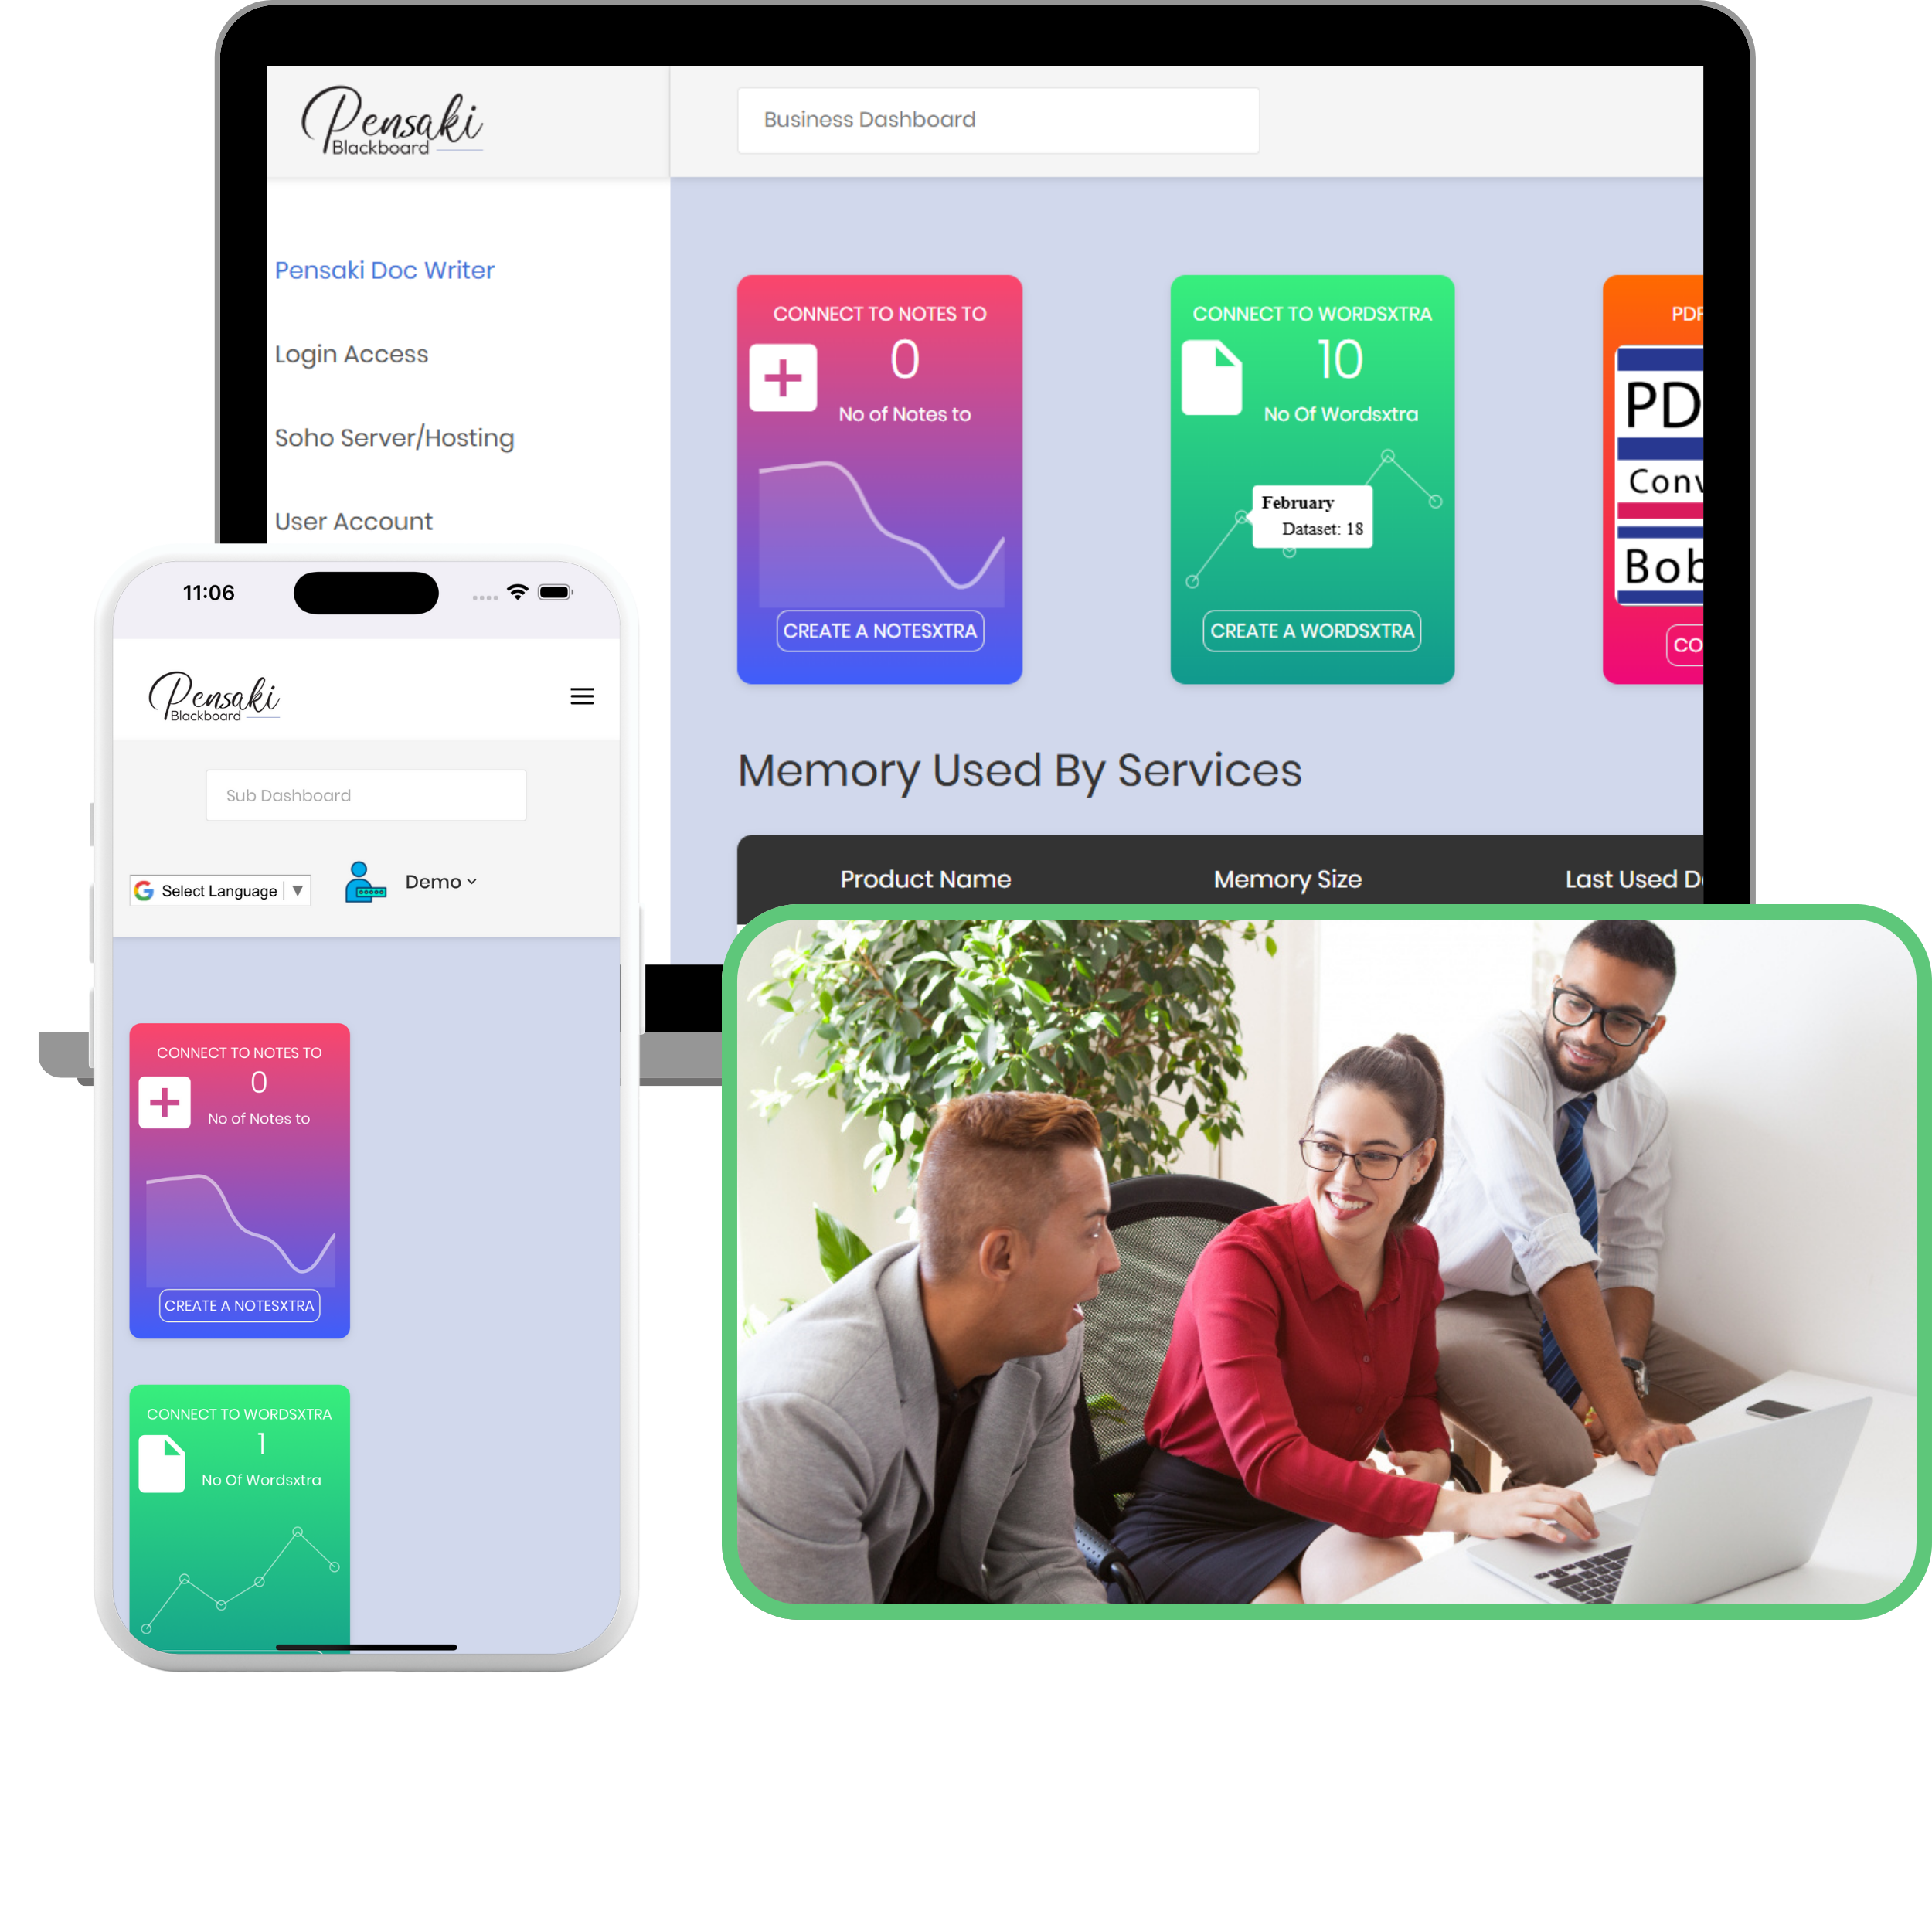 Pensaki
Blackboard
Business Dashboard
Pensaki Doc Writer
Login Access
Soho Server/Hosting
User Account
CONNECT TO NOTES TO
0
No of Notes to
CREATE A NOTESXTRA
CONNECT TO WORDSXTRA
10
No Of Wordsxtra
February
Dataset: 18
CREATE A WORDSXTRA
PDF
PD
Conv
Bob
CO
Memory Used By Services
Product Name
Memory Size
Last Used D
11:06
Pensaki
Blackboard
Sub Dashboard
Select Language
Demo
CONNECT TO NOTES TO
0
No of Notes to
CREATE A NOTESXTRA
CONNECT TO WORDSXTRA
1
No Of Wordsxtra